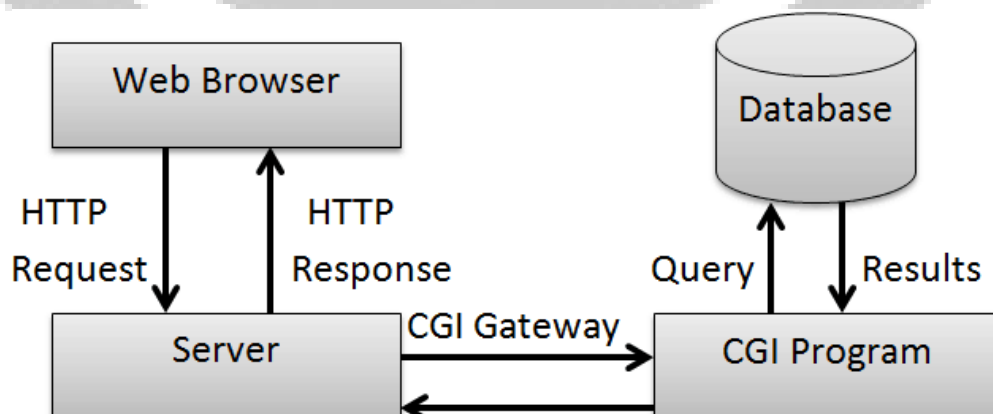 Web Browser
Database
HTTP
Request
HTTP
Response
Query
Results
Server
CGI Gateway
CGI Program